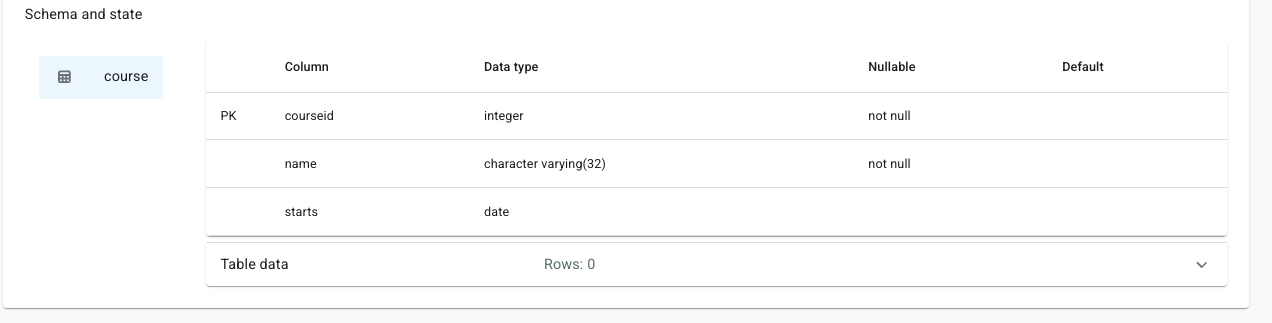 Schema and state
course
Column Data type Nullable Default
PK courseid integer not null
name character varying(32) not null
starts date
Table data Rows: 0